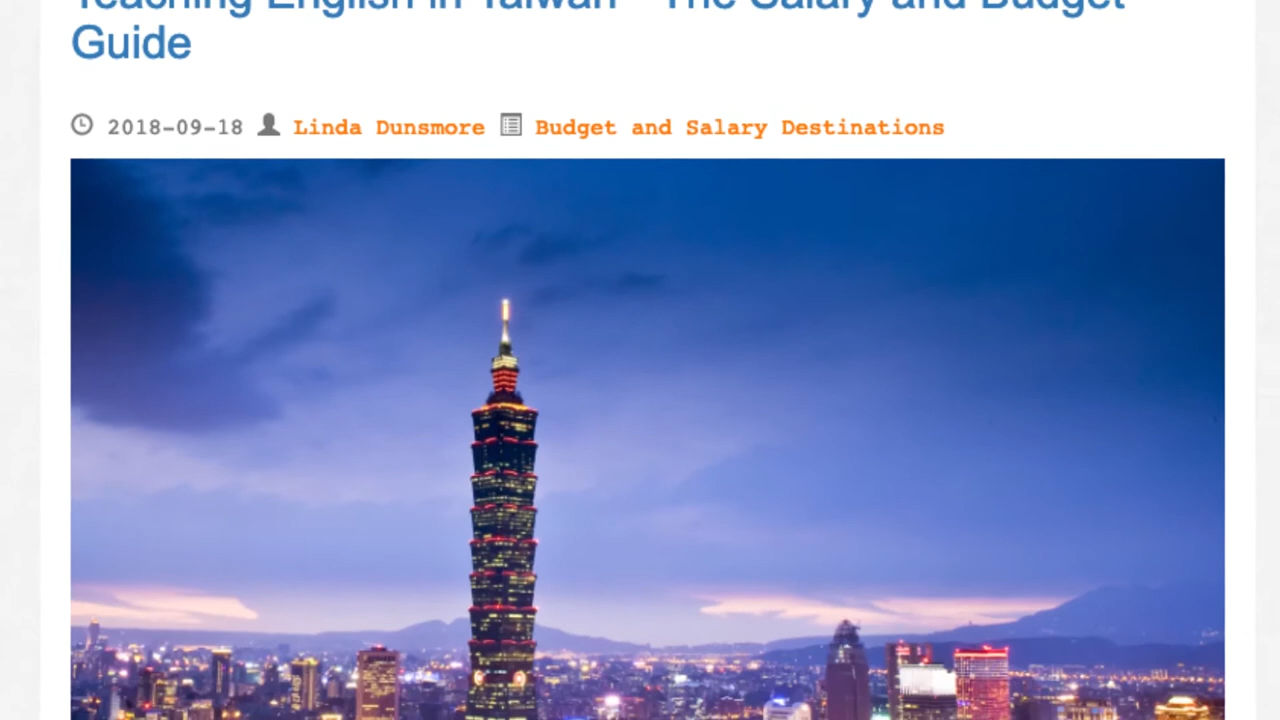 Teaching English in Taiwan - The Salary and Budget
Guide
2018-09-18 Linda Dunsmore Budget and Salary Destinations